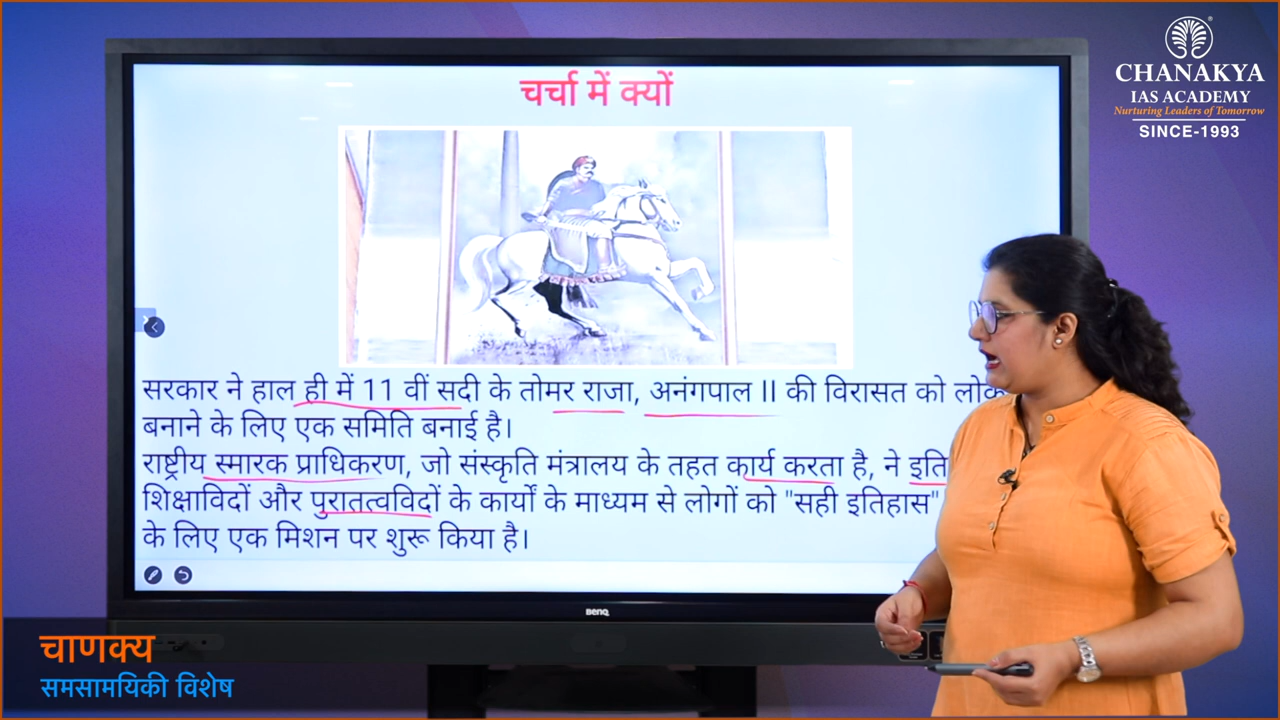 चर्चा में क्यों
CHANAKYA
IAS ACADEMY
Nurturing Leaders of Tomorrow
SINCE-1993
सरकार ने हाल ही में 11 वीं सदी के तोमर राजा, अनंगपाल II की विरासत को
बनाने के लिए एक समिति बनाई है।
राष्ट्रीय स्मारक प्राधिकरण, जो संस्कृति मंत्रालय के तहत कार्य करता है, ने
शिक्षाविदों और पुरातत्वविदों के कार्यों के माध्यम से लोगों को "सही इतिहास"
के लिए एक मिशन पर शुरू किया है।
BenQ
चाणक्य
समसामयिकी विशेष